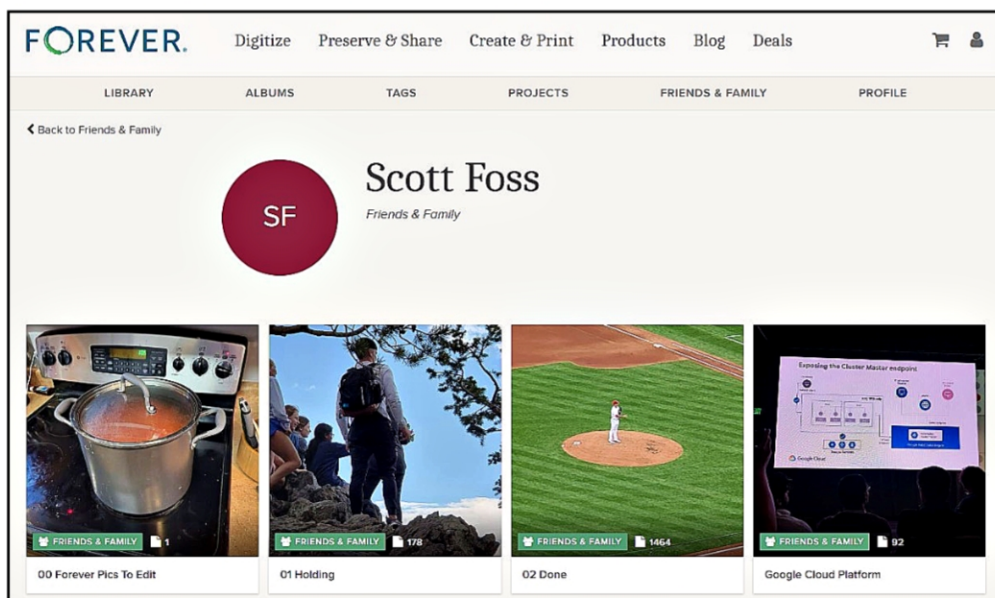 FOREVER.
Digitize Preserve & Share Create & Print Products Blog Deals
LIBRARY ALBUMS TAGS PROJECTS FRIENDS & FAMILY PROFILE
Back to Friends & Family
Scott Foss
SF
Friends & Family
Exposing the Cluster Master endpoint
Google Cloud
FRIENDS & FAMILY 1
FRIENDS & FAMILY 178
FRIENDS & FAMILY 1464
FRIENDS & FAMILY 92
00 Forever Pics To Edit
01 Holding
02 Done
Google Cloud Platform